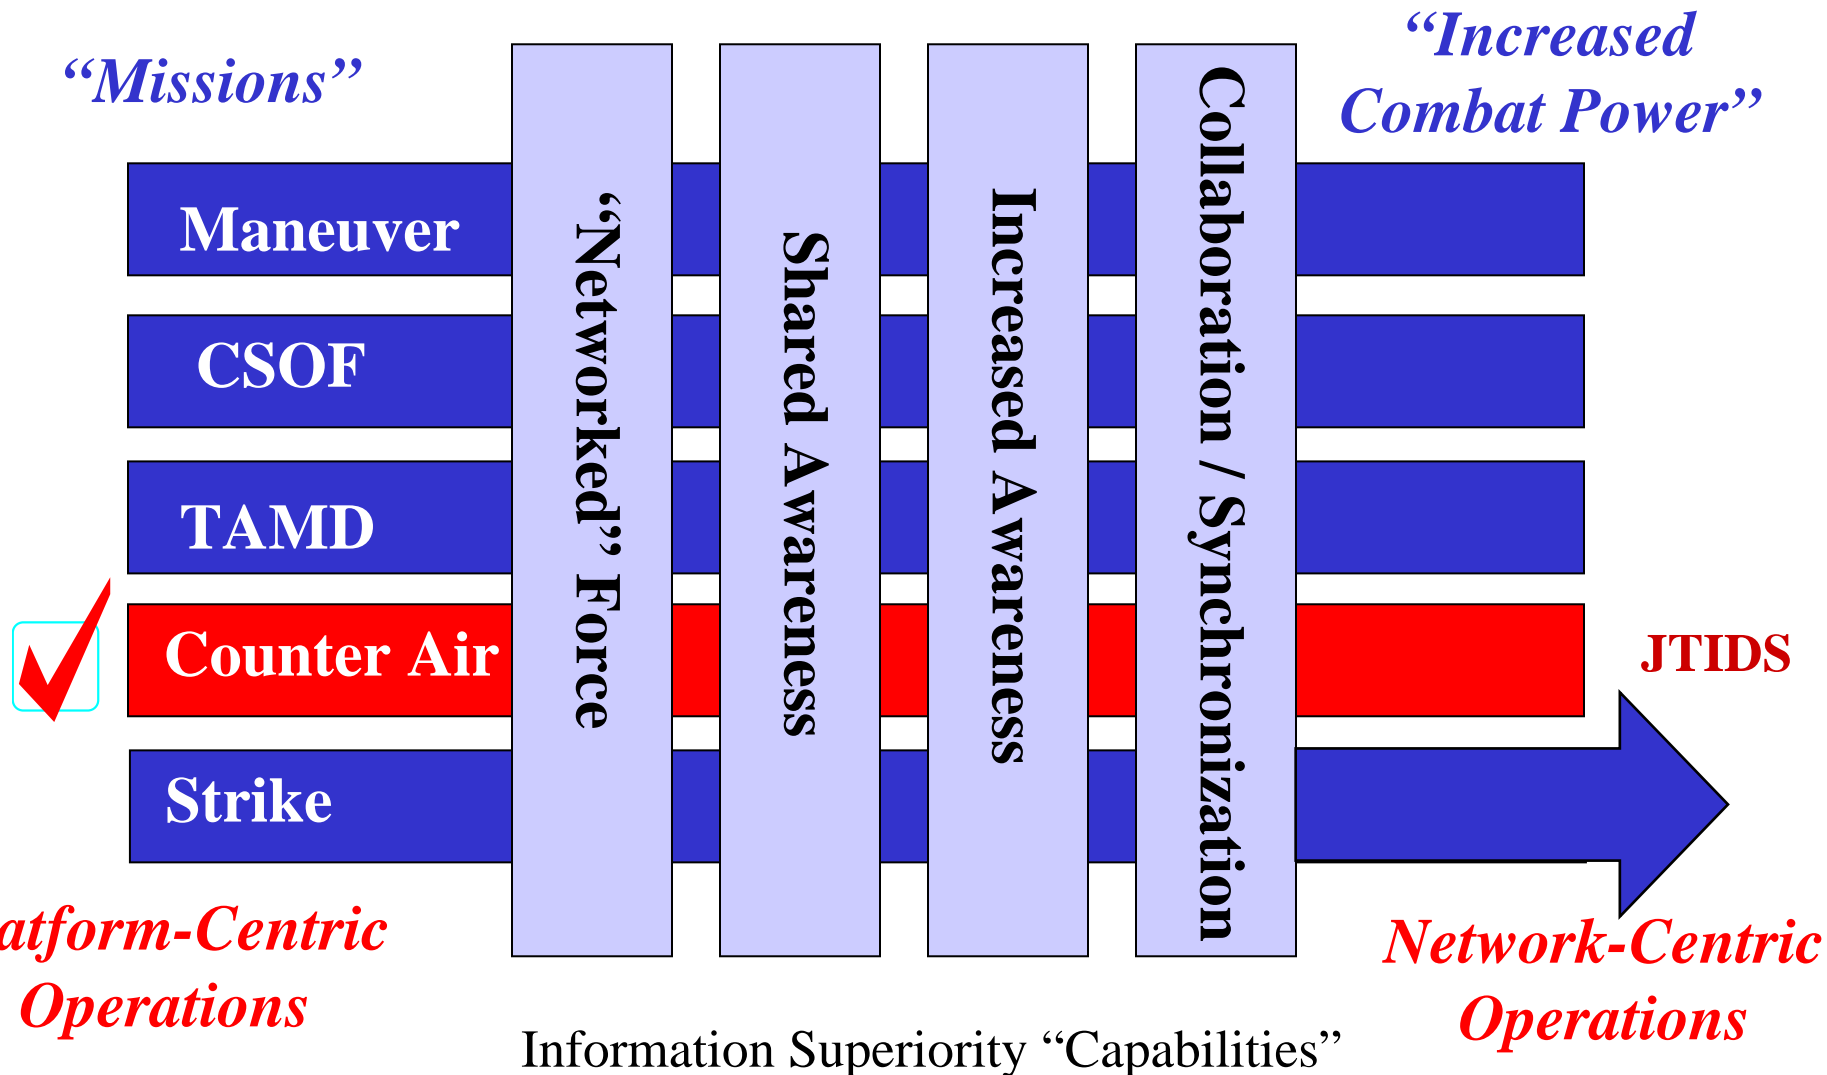 “Missions”
“Increased
Combat Power”
Maneuver
CSOF
TAMD
Counter Air
Strike
“Networked” Force
Shared Awareness
Increased Awareness
Collaboration / Synchronization
JTIDS
atform-Centric
Operations
Network-Centric
Operations
Information Superiority “Capabilities”